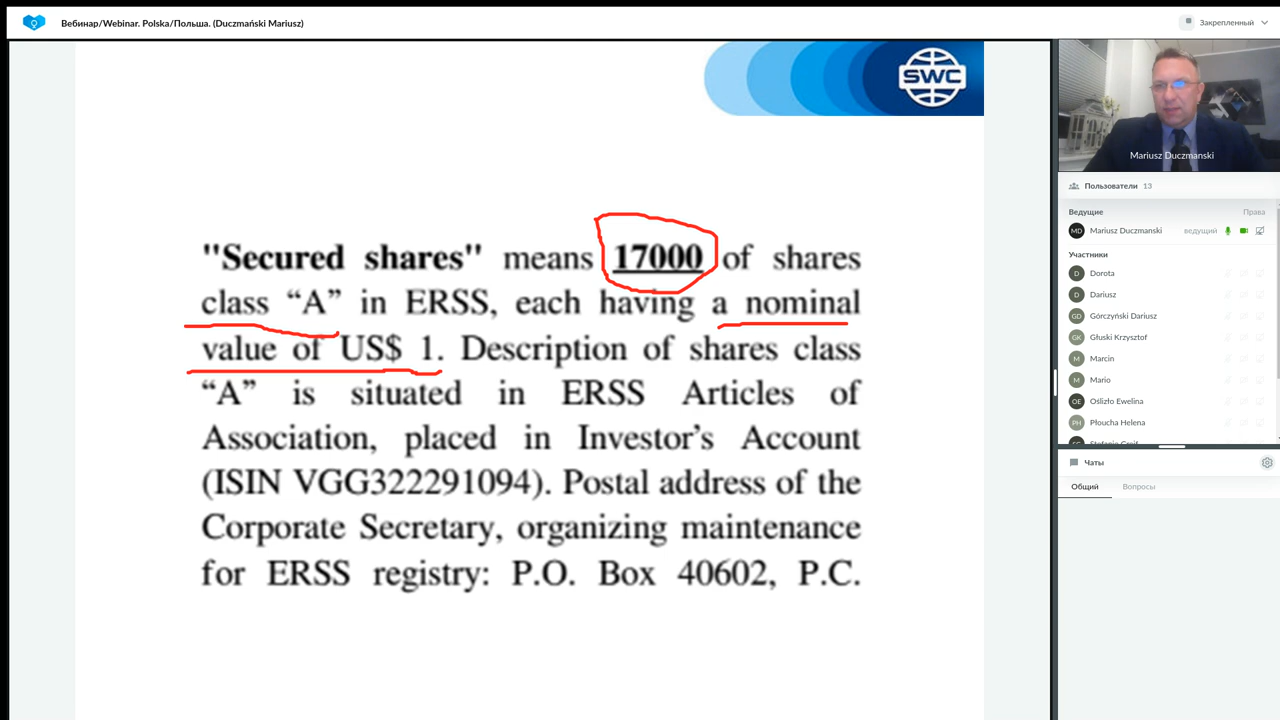 Вебинар/Webinar. Polska/Польша. (Duczmański Mariusz)
Закрепленный
SWC
"Secured shares" means 17000 of shares
class “A” in ERSS, each having a nominal
value of US$ 1. Description of shares class
“A” is situated in ERSS Articles of
Association, placed in Investor’s Account
(ISIN VGG322291094). Postal address of the
Corporate Secretary, organizing maintenance
for ERSS registry: P.O. Box 40602, P.C.
Mariusz Duczmanski
Пользователи 13
Ведущие Права
MD Mariusz Duczmanski ведущий
Участники
D Dorota
D Dariusz
GD Górczyński Dariusz
GK Głuski Krzysztof
M Marcin
M Mario
OE Oślizło Ewelina
PH Płoucha Helena
Чаты
Общий Вопросы